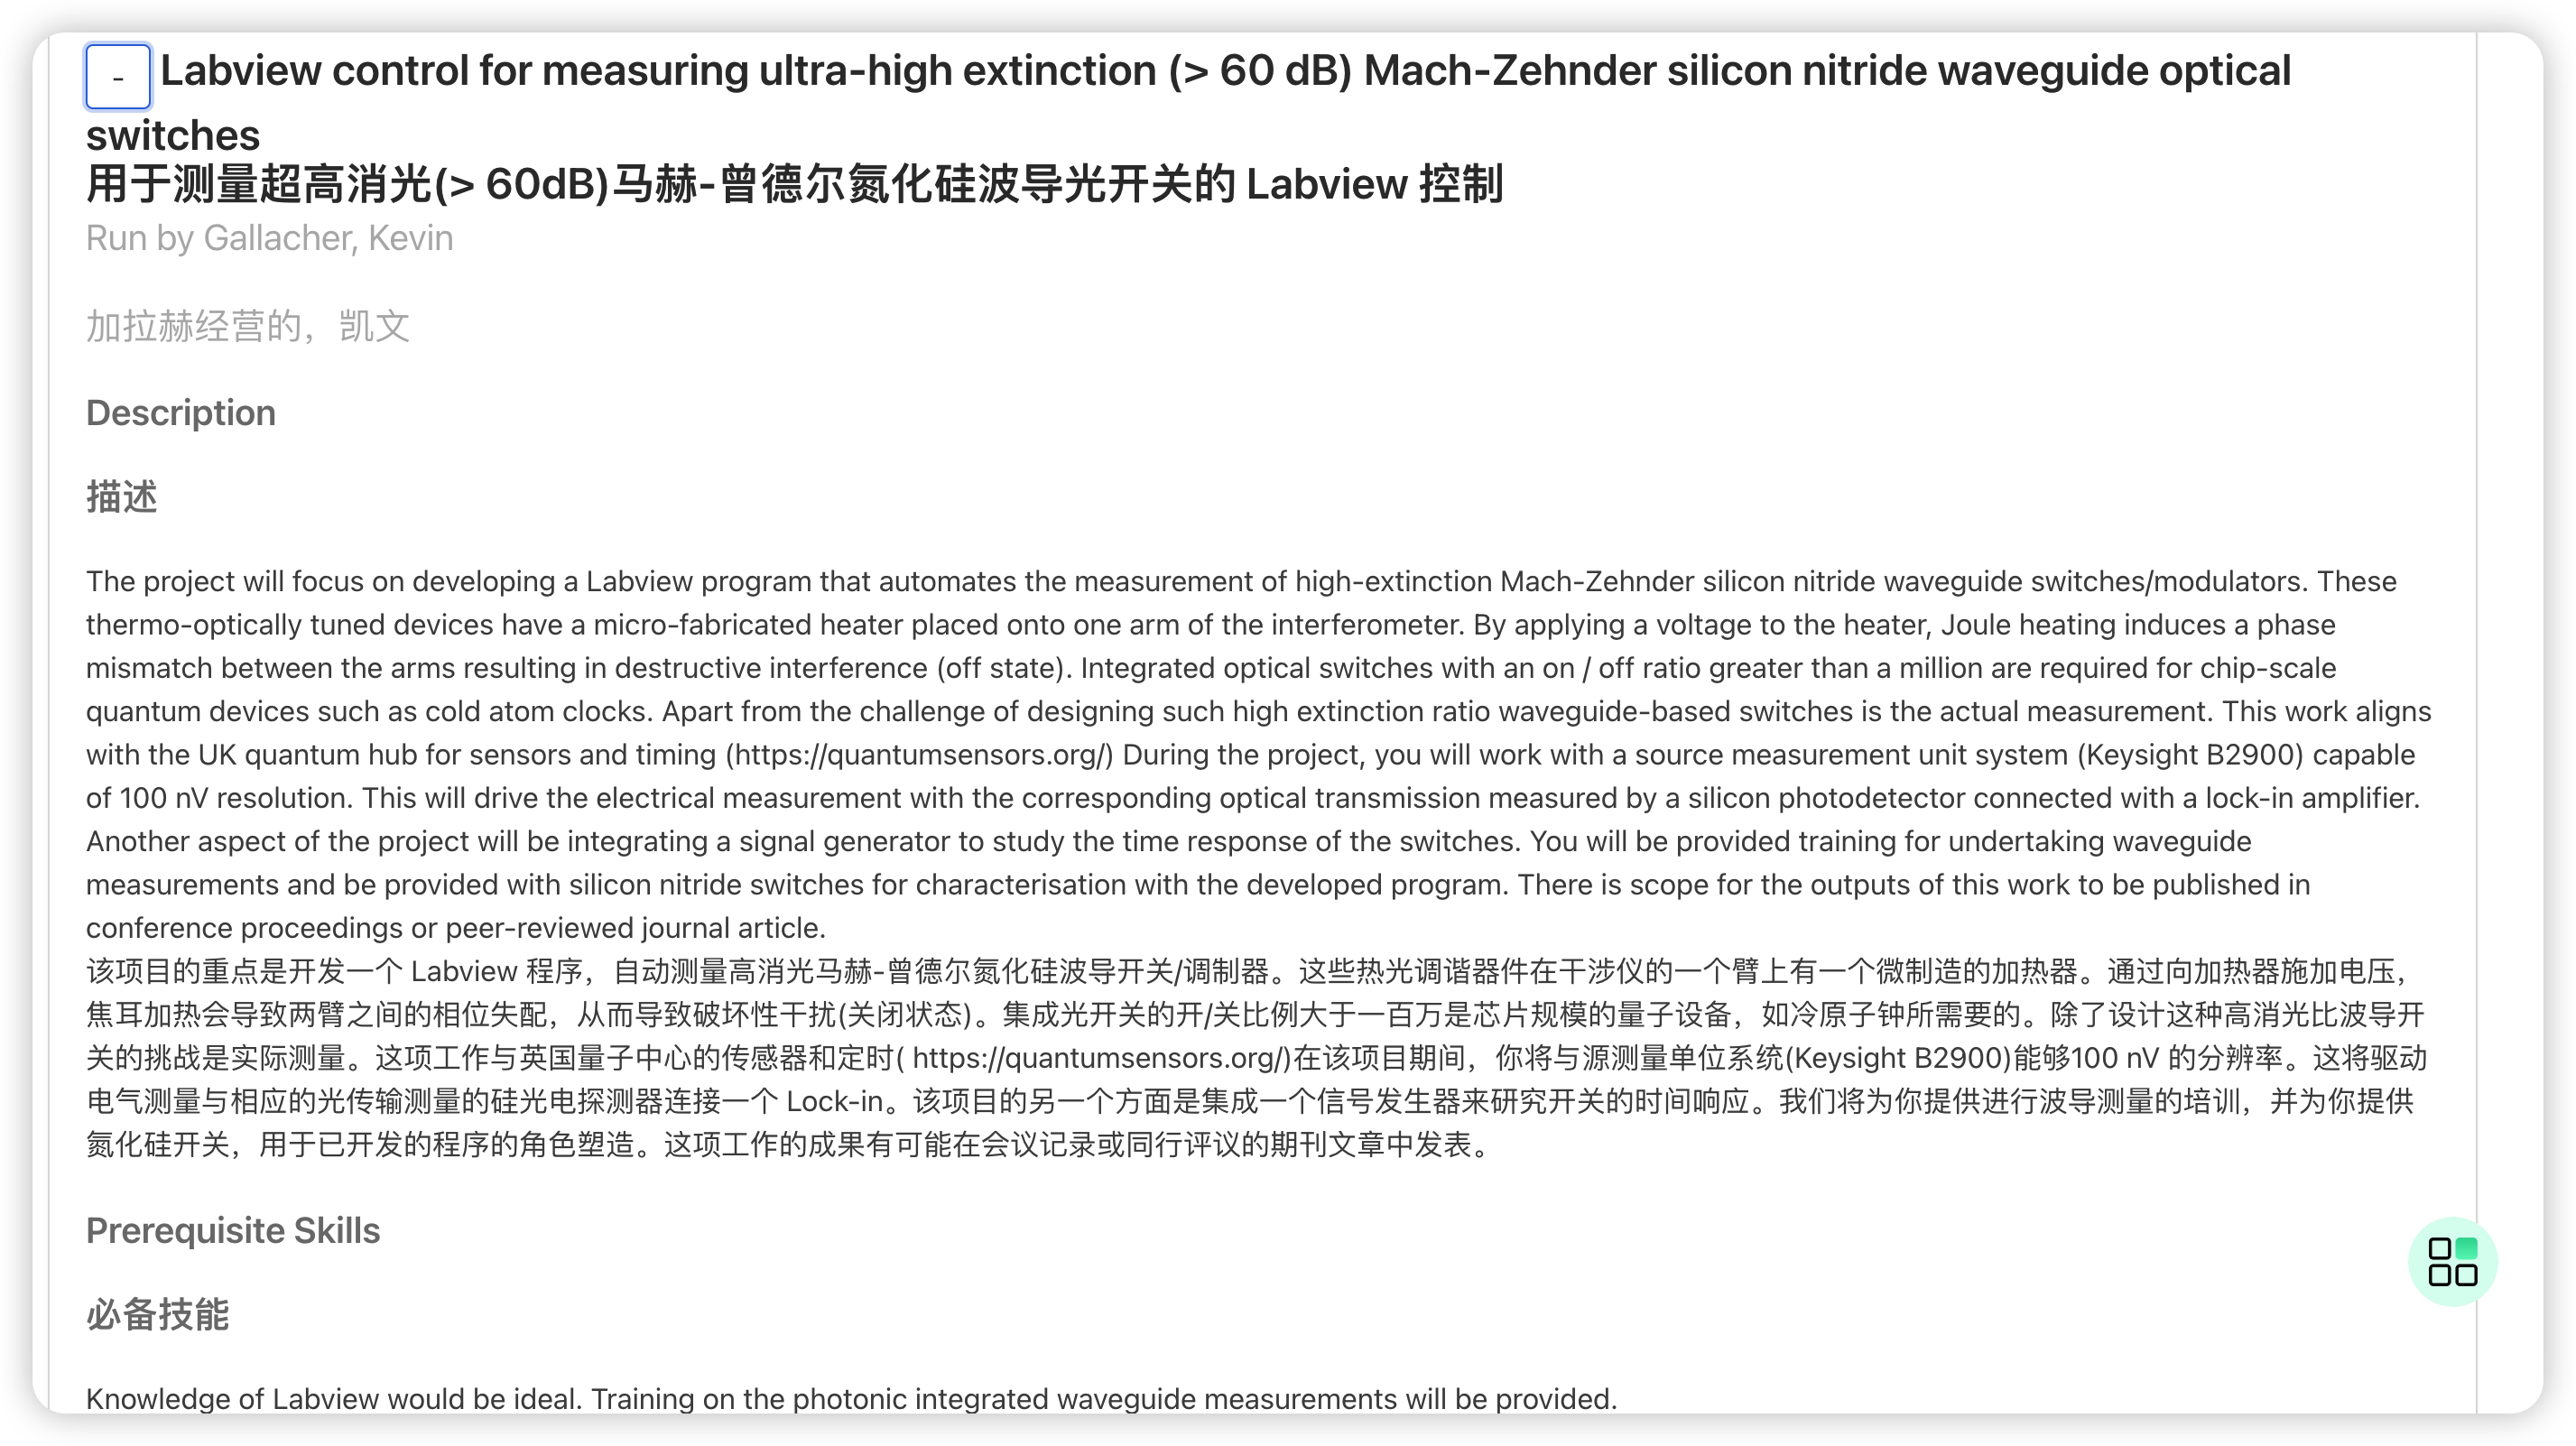 - Labview control for measuring ultra-high extinction (> 60 dB) Mach-Zehnder silicon nitride waveguide optical
switches
用于测量超高消光(> 60dB)马赫-曾德尔氮化硅波导光开关的 Labview 控制
Run by Gallacher, Kevin
加拉赫经营的，凯文
Description
描述
The project will focus on developing a Labview program that automates the measurement of high-extinction Mach-Zehnder silicon nitride waveguide switches/modulators. These
thermo-optically tuned devices have a micro-fabricated heater placed onto one arm of the interferometer. By applying a voltage to the heater, Joule heating induces a phase
mismatch between the arms resulting in destructive interference (off state). Integrated optical switches with an on / off ratio greater than a million are required for chip-scale
quantum devices such as cold atom clocks. Apart from the challenge of designing such high extinction ratio waveguide-based switches is the actual measurement. This work aligns
with the UK quantum hub for sensors and timing (https://quantumsensors.org/) During the project, you will work with a source measurement unit system (Keysight B2900) capable
of 100 nV resolution. This will drive the electrical measurement with the corresponding optical transmission measured by a silicon photodetector connected with a lock-in amplifier.
Another aspect of the project will be integrating a signal generator to study the time response of the switches. You will be provided training for undertaking waveguide
measurements and be provided with silicon nitride switches for characterisation with the developed program. There is scope for the outputs of this work to be published in
conference proceedings or peer-reviewed journal article.
该项目的重点是开发一个 Labview 程序，自动测量高消光马赫-曾德尔氮化硅波导开关/调制器。这些热光调谐器件在干涉仪的一个臂上有一个微制造的加热器。通过向加热器施加电压，
焦耳加热会导致两臂之间的相位失配，从而导致破坏性干扰(关闭状态)。集成光开关的开/关比例大于一百万是芯片规模的量子设备，如冷原子钟所需要的。除了设计这种高消光比波导开
关的挑战是实际测量。这项工作与英国量子中心的传感器和定时( https://quantumsensors.org/)在该项目期间，你将与源测量单位系统(Keysight B2900)能够100 nV 的分辨率。这将驱动
电气测量与相应的光传输测量的硅光电探测器连接一个 Lock-in。该项目的另一个方面是集成一个信号发生器来研究开关的时间响应。我们将为你提供进行波导测量的培训，并为你提供
氮化硅开关，用于已开发的程序的角色塑造。这项工作的成果有可能在会议记录或同行评议的期刊文章中发表。
Prerequisite Skills
必备技能
Knowledge of Labview would be ideal. Training on the photonic integrated waveguide measurements will be provided.